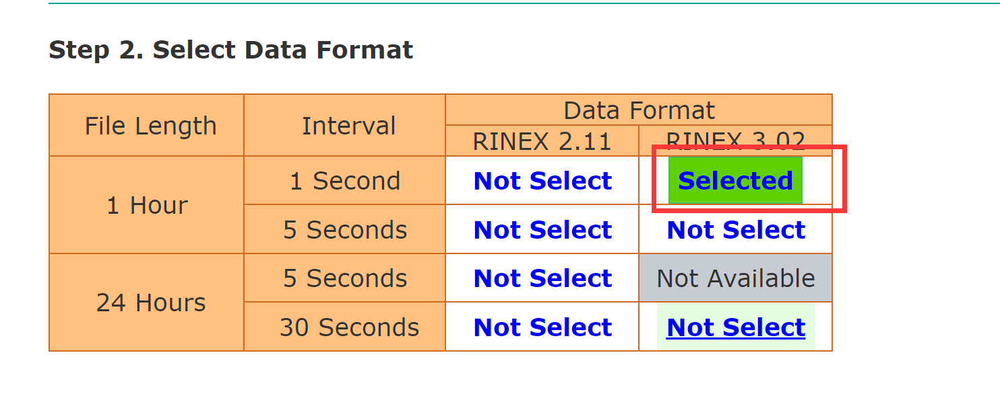 Step 2. Select Data Format
File Length Interval Data Format
RINEX 2.11 RINEX 3.02
1 Hour 1 Second Not Select Selected
5 Seconds Not Select Not Select
24 Hours 5 Seconds Not Select Not Available
30 Seconds Not Select Not Select